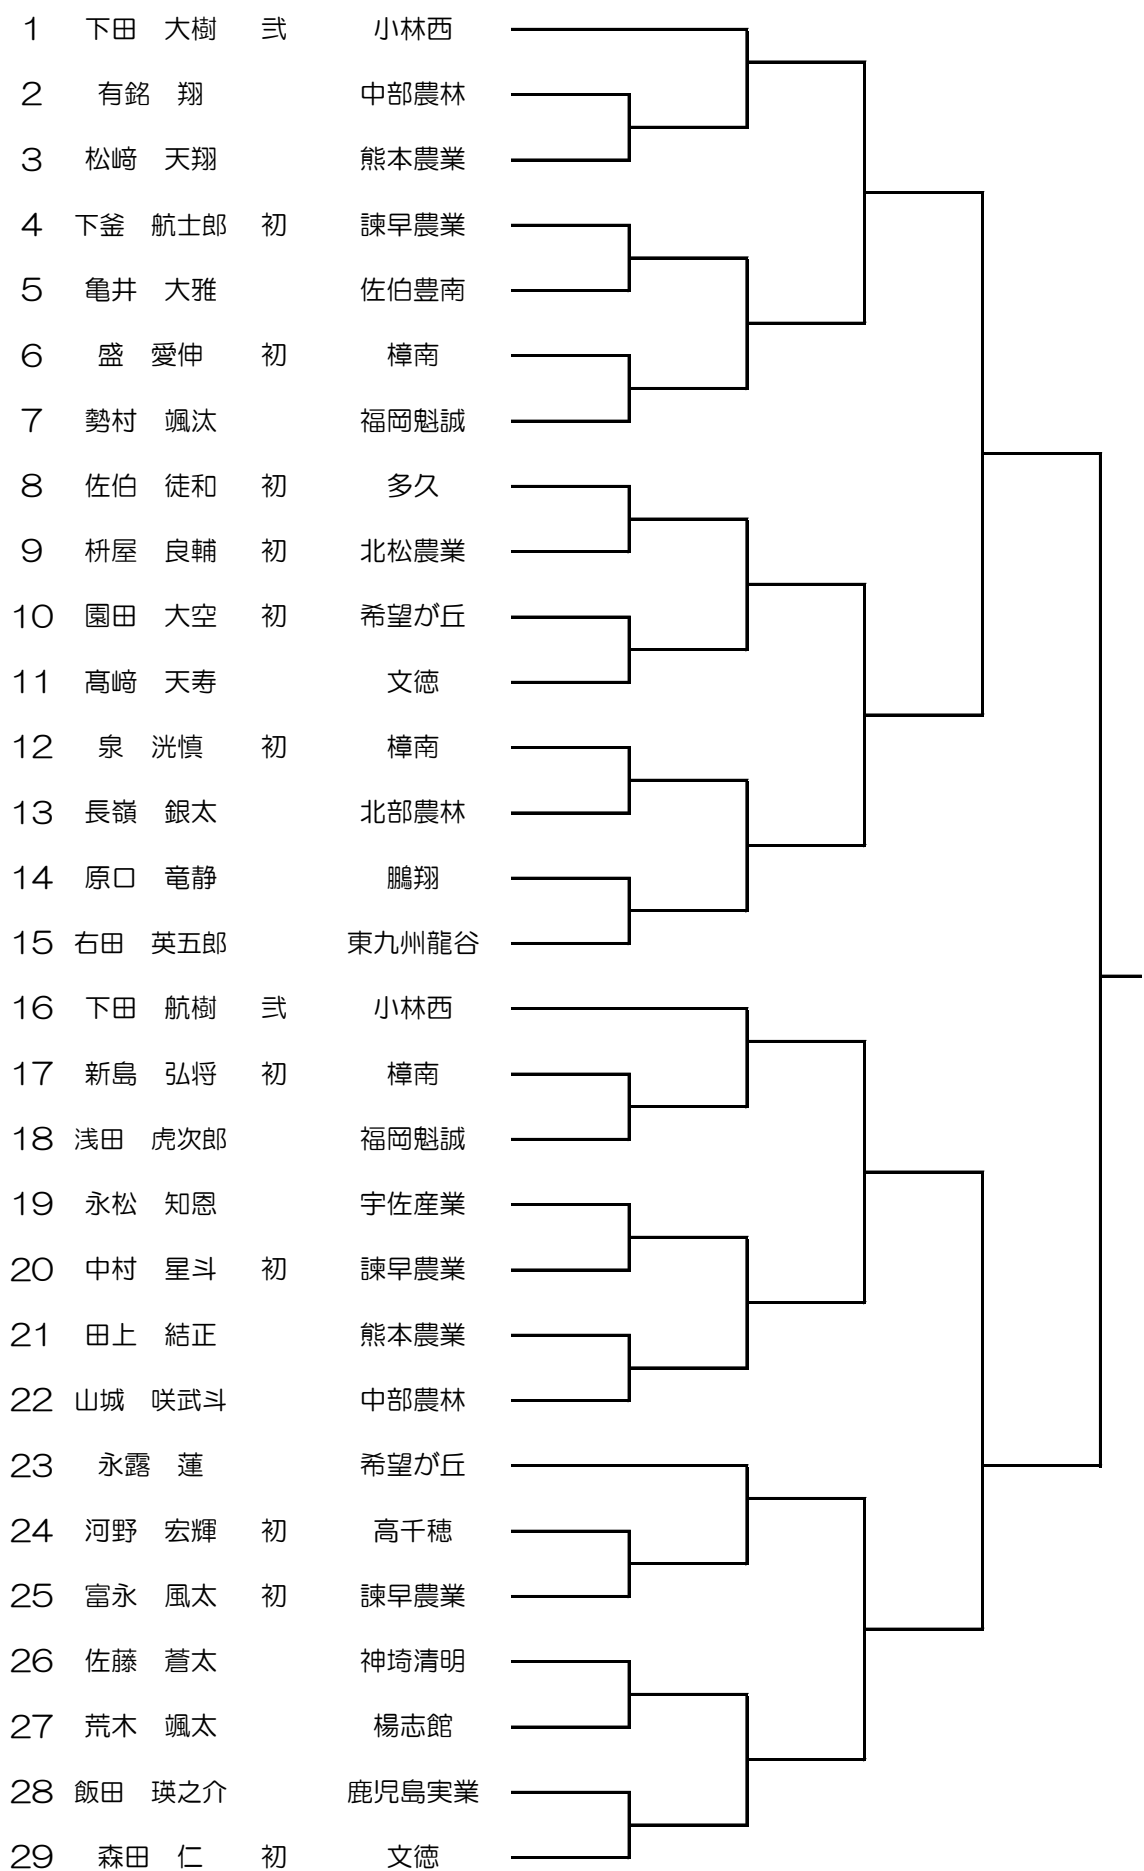 1 下田 大樹 弐 小林西
2 有銘 翔 中部農林
3 松﨑 天翔 熊本農業
4 下釜 航士郎 初 諫早農業
5 亀井 大雅 佐伯豊南
6 盛 愛伸 初 樟南
7 勢村 颯汰 福岡魁誠
8 佐伯 徒和 初 多久
9 枡屋 良輔 初 北松農業
10 園田 大空 初 希望が丘
11 髙﨑 天寿 文徳
12 泉 洸慎 初 樟南
13 長嶺 銀太 北部農林
14 原口 竜静 鵬翔
15 右田 英五郎 東九州龍谷
16 下田 航樹 弐 小林西
17 新島 弘将 初 樟南
18 浅田 虎次郎 福岡魁誠
19 永松 知恩 宇佐産業
20 中村 星斗 初 諫早農業
21 田上 結正 熊本農業
22 山城 咲武斗 中部農林
23 永露 蓮 希望が丘
24 河野 宏輝 初 高千穂
25 富永 風太 初 諫早農業
26 佐藤 蒼太 神埼清明
27 荒木 颯太 楊志館
28 飯田 瑛之介 鹿児島実業
29 森田 仁 初 文徳